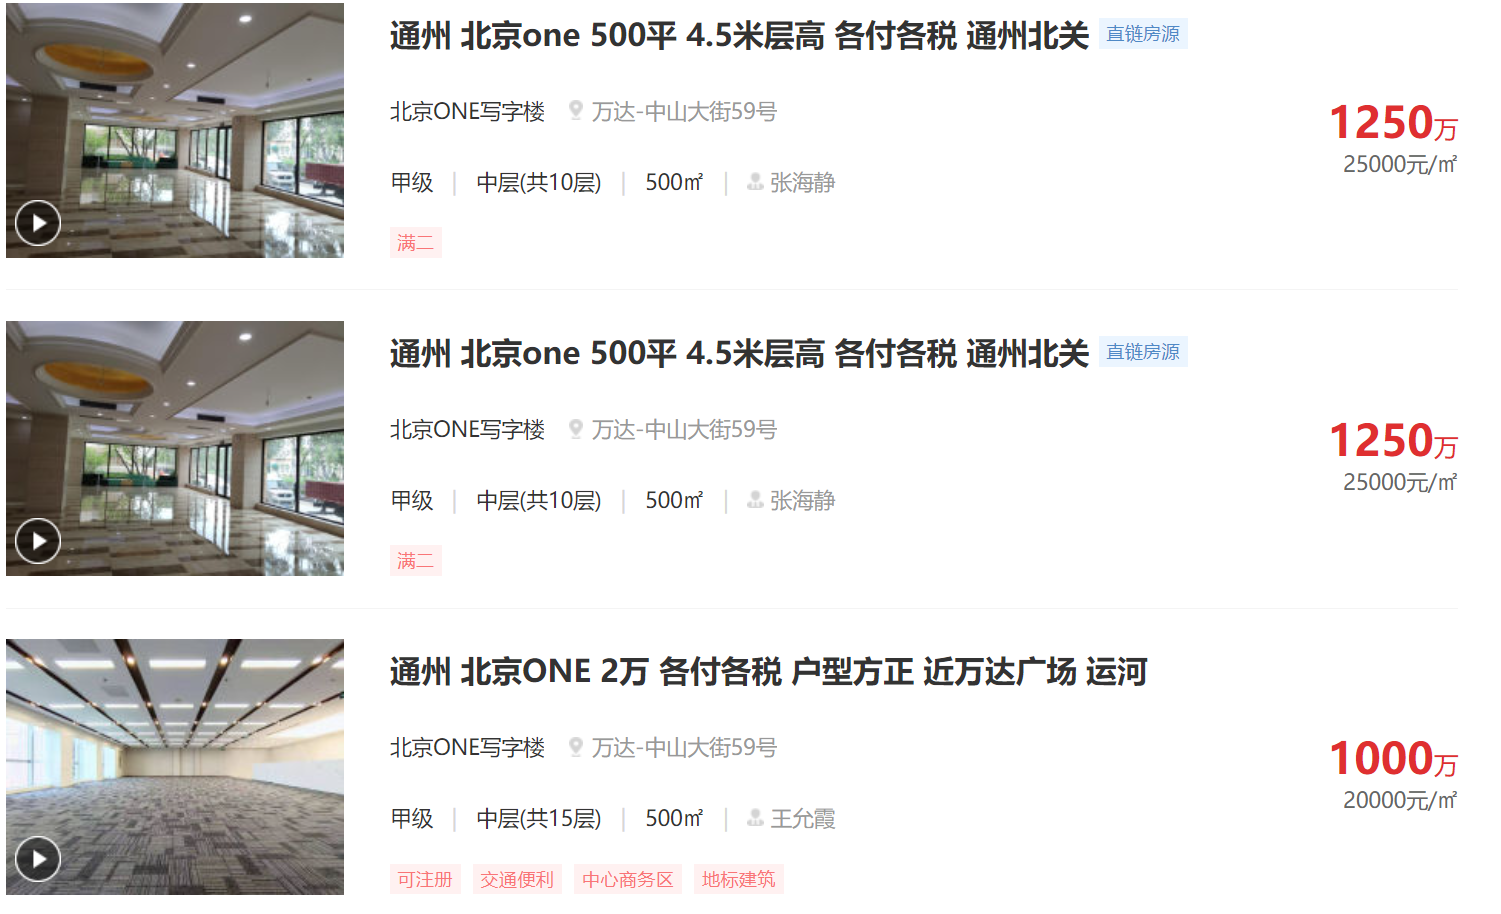 通州 北京one 500平 4.5米层高 各付各税 通州北关 直链房源
北京ONE写字楼 万达-中山大街59号
1250万
25000元/㎡
甲级 | 中层(共10层) | 500㎡ | 张海静
满二
通州 北京one 500平 4.5米层高 各付各税 通州北关 直链房源
北京ONE写字楼 万达-中山大街59号
1250万
25000元/㎡
甲级 | 中层(共10层) | 500㎡ | 张海静
满二
通州 北京ONE 2万 各付各税 户型方正 近万达广场 运河
北京ONE写字楼 万达-中山大街59号
1000万
20000元/㎡
甲级 | 中层(共15层) | 500㎡ | 王允霞
可注册 交通便利 中心商务区 地标建筑